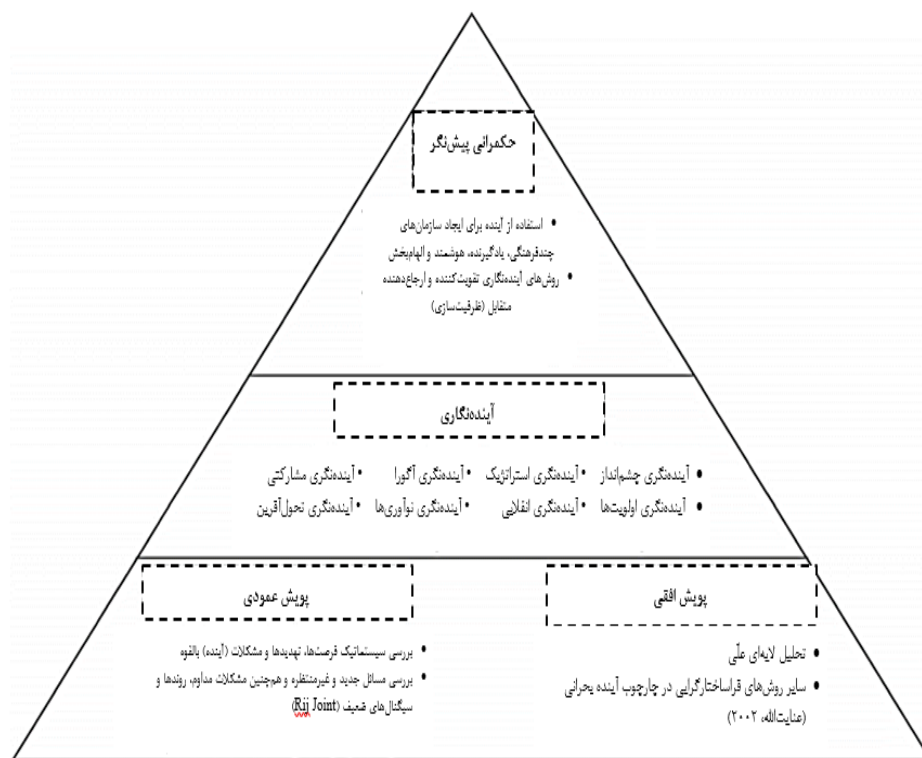 حکمرانی پیش‌نگر
• استفاده از آینده برای ایجاد سازمان‌های
چندفرهنگی، یادگیرنده، هوشمند و الهام‌بخش
• روش‌های آینده‌نگاری تقویت‌کننده و ارجاع‌دهنده
متقابل (ظرفیت‌سازی)
آینده‌نگاری
• آینده‌نگری چشم‌انداز • آینده‌نگری استراتژیک • آینده‌نگری آگورا • آینده‌نگری مشارکتی
• آینده‌نگری اولویت‌ها • آینده‌نگری انقلابی • آینده‌نگری نوآوری‌ها • آینده‌نگری تحول‌آفرین
پویش افقی
• تحلیل لایه‌ای علّی
• سایر روش‌های فراساختارگرایی در چارچوب آینده بحرانی
(عنایت‌الله، ۲۰۰۲)
پویش عمودی
• بررسی سیستماتیک فرصت‌ها، تهدیدها و مشکلات (آینده) بالقوه
• بررسی مسائل جدید و غیرمنتظره و هم‌چنین مشکلات مداوم، روندها و
سیگنال‌های ضعیف (Rij Joint)